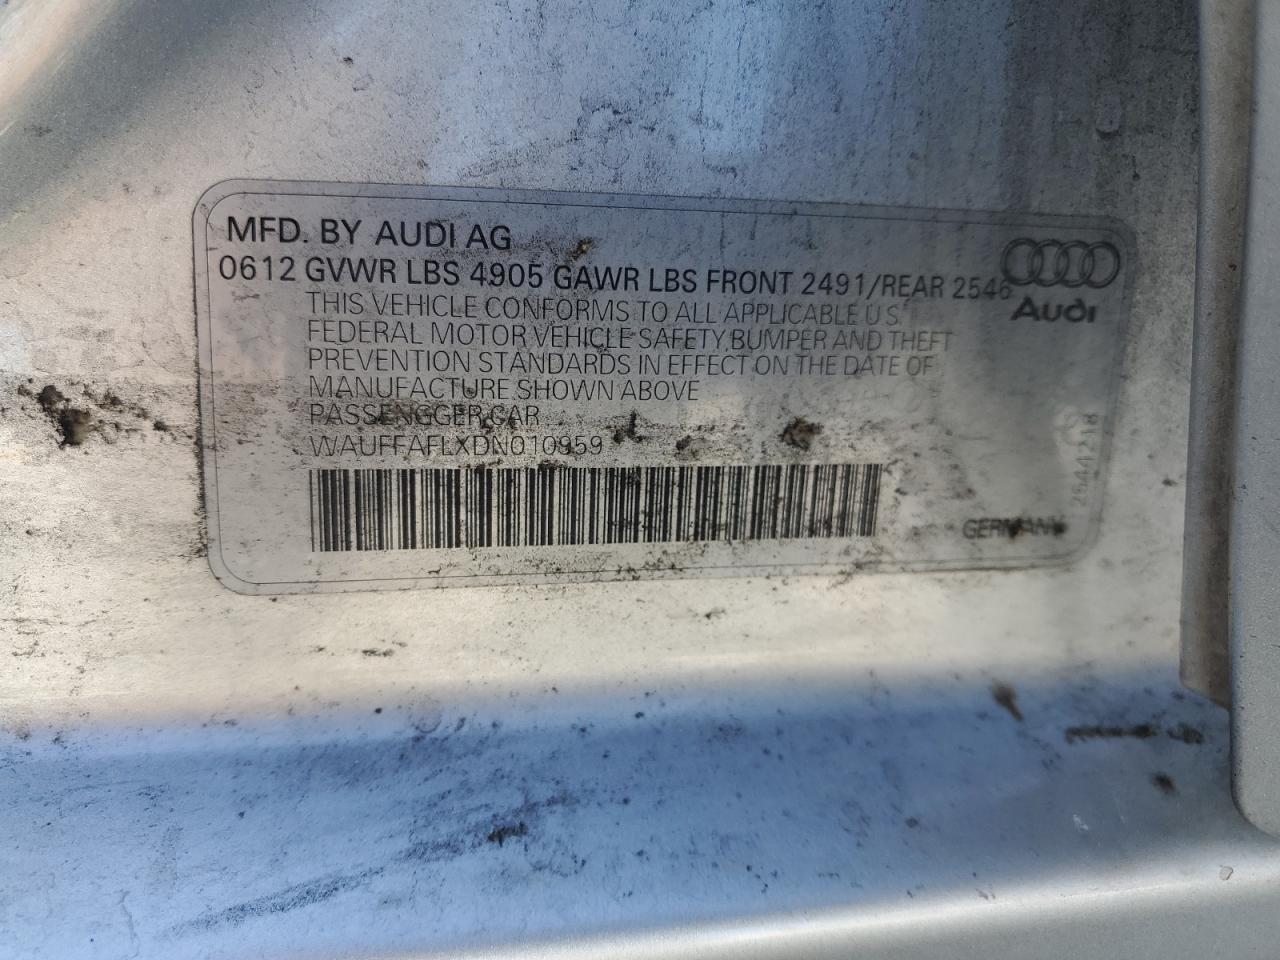 MFD. BY AUDI AG
0612 GVWR LBS 4905 GAWR LBS FRONT 2491/REAR 2546
THIS VEHICLE CONFORMS TO ALL APPLICABLE U S
FEDERAL MOTOR VEHICLE SAFETY, BUMPER AND THEFT
PREVENTION STANDARDS IN EFFECT ON THE DATE OF
MANUFACTURE SHOWN ABOVE
PASSENGGER CAR
WAUFFAFLXDN010959
Audi
GERMANY